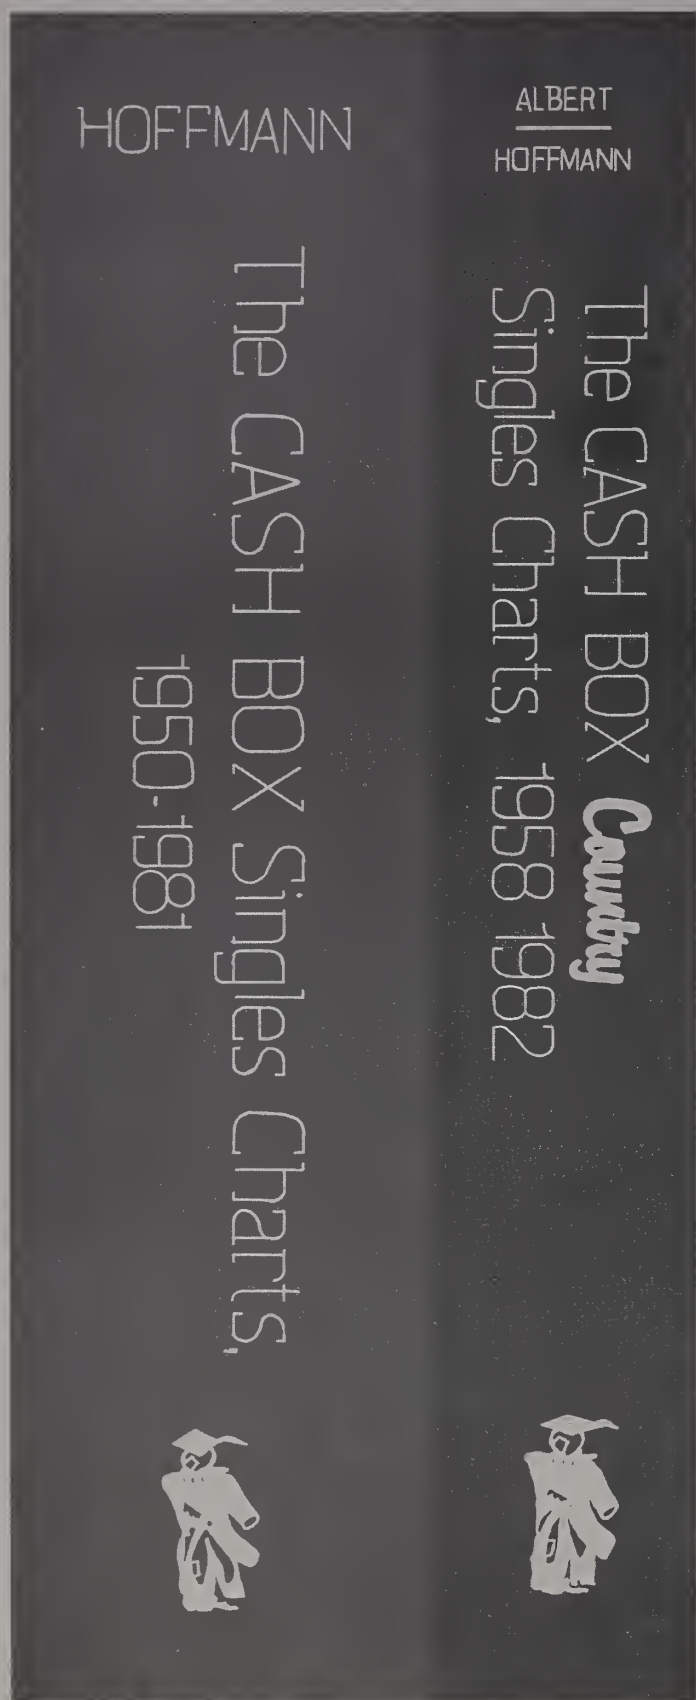 HOFFMANN
The CASH BOX Singles Charts,
1950-1981
ALBERT
HOFFMANN
The CASH BOX Country
Singles Charts, 1958 1982